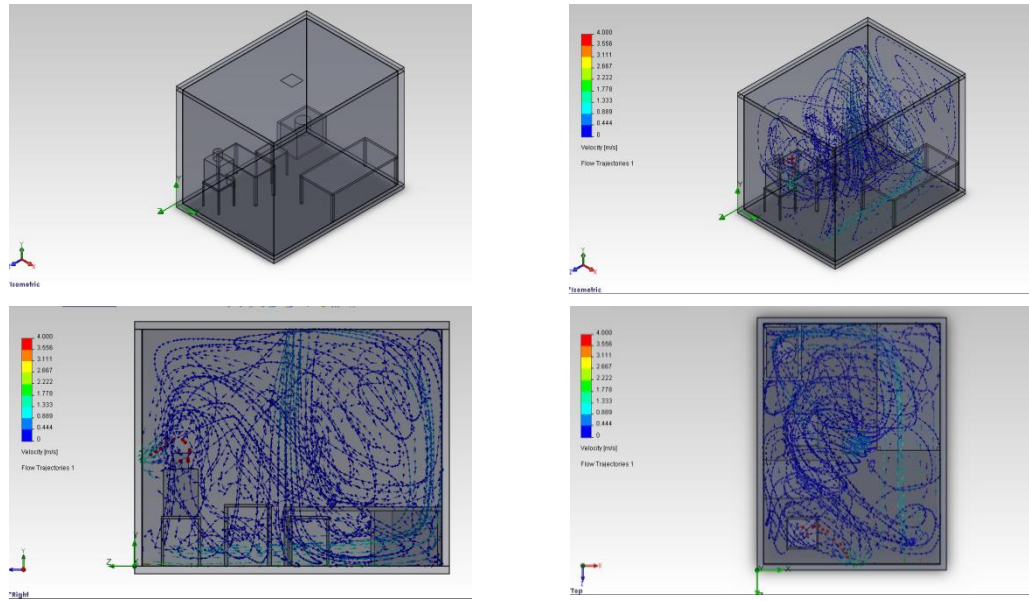 Z
Y
X
*Isometric
4.000
3.556
3.111
2.667
2.222
1.778
1.333
0.889
0.444
0
Velocity [m/s]
Flow Trajectories 1
Z
Y
*Isometric
4.000
3.556
3.111
2.667
2.222
1.778
1.333
0.889
0.444
0
Velocity [m/s]
Flow Trajectories 1
Z
Y
*Right
4.000
3.556
3.111
2.667
2.222
1.778
1.333
0.889
0.444
0
Velocity [m/s]
Flow Trajectories 1
Y
X
*Top